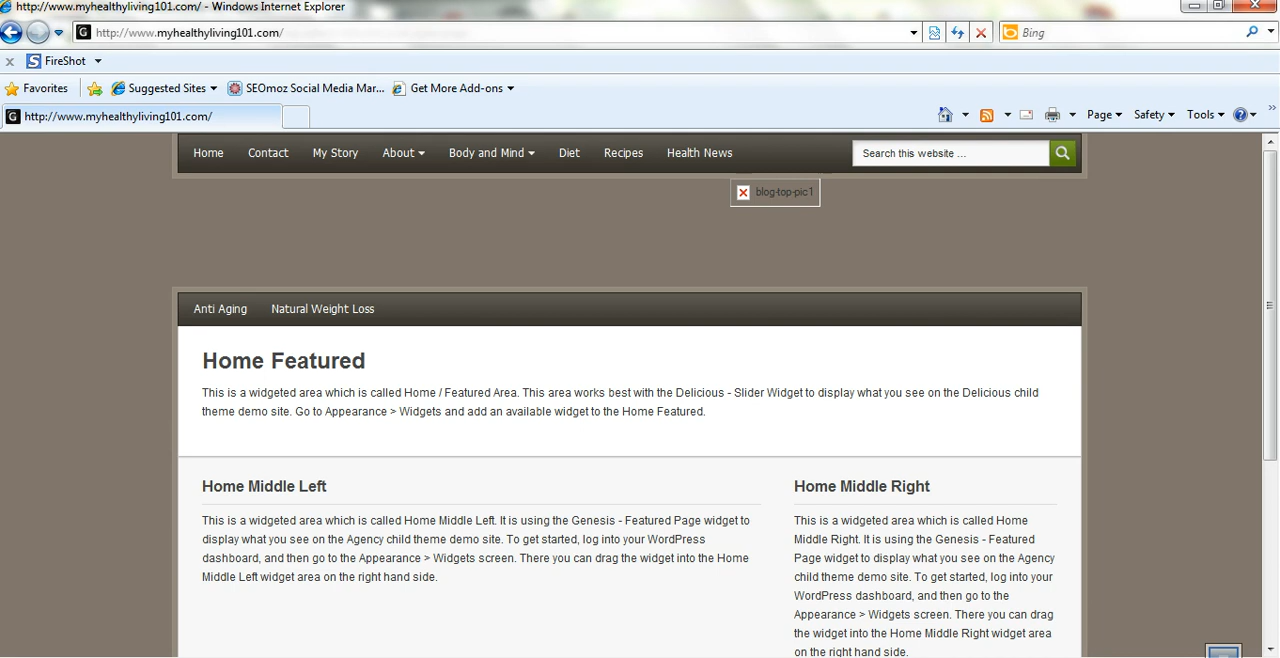 http://www.myhealthyliving101.com/ - Windows Internet Explorer
http://www.myhealthyliving101.com/
Bing
x FireShot
Favorites Suggested Sites SEOmoz Social Media Mar... Get More Add-ons
http://www.myhealthyliving101.com/
Page Safety Tools
Home Contact My Story About Body and Mind Diet Recipes Health News
Search this website ...
blog-top-pic1
Anti Aging Natural Weight Loss
Home Featured
This is a widgeted area which is called Home / Featured Area. This area works best with the Delicious - Slider Widget to display what you see on the Delicious child
theme demo site. Go to Appearance > Widgets and add an available widget to the Home Featured.
Home Middle Left
This is a widgeted area which is called Home Middle Left. It is using the Genesis - Featured Page widget to
display what you see on the Agency child theme demo site. To get started, log into your WordPress
dashboard, and then go to the Appearance > Widgets screen. There you can drag the widget into the Home
Middle Left widget area on the right hand side.
Home Middle Right
This is a widgeted area which is called Home
Middle Right. It is using the Genesis - Featured
Page widget to display what you see on the Agency
child theme demo site. To get started, log into your
WordPress dashboard, and then go to the
Appearance > Widgets screen. There you can drag
the widget into the Home Middle Right widget area
on the right hand side.